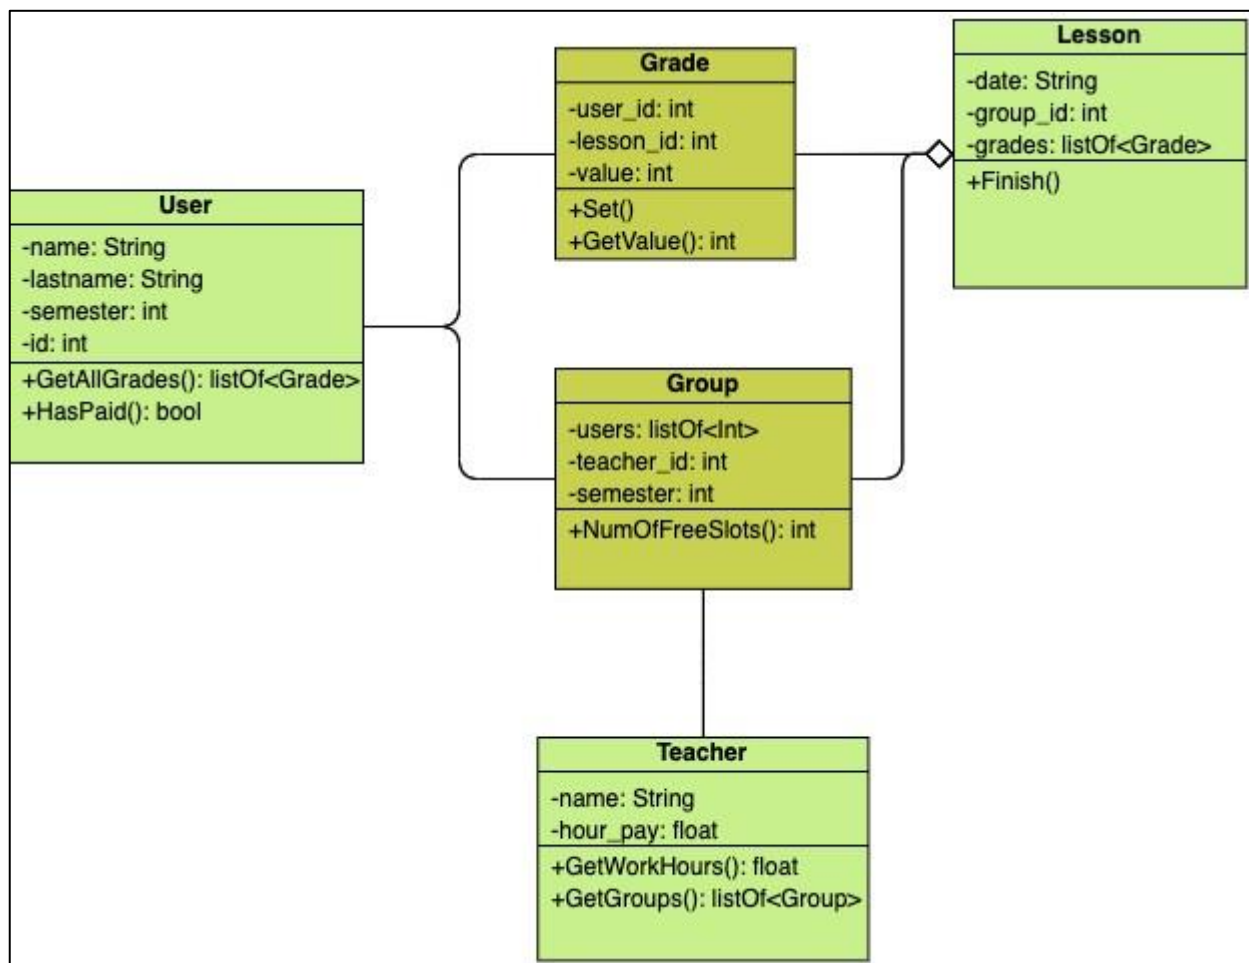 User
-name: String
-lastname: String
-semester: int
-id: int
+GetAllGrades(): listOf<Grade>
+HasPaid(): bool
Grade
-user_id: int
-lesson_id: int
-value: int
+Set()
+GetValue(): int
Lesson
-date: String
-group_id: int
-grades: listOf<Grade>
+Finish()
Group
-users: listOf<Int>
-teacher_id: int
-semester: int
+NumOfFreeSlots(): int
Teacher
-name: String
-hour_pay: float
+GetWorkHours(): float
+GetGroups(): listOf<Group>